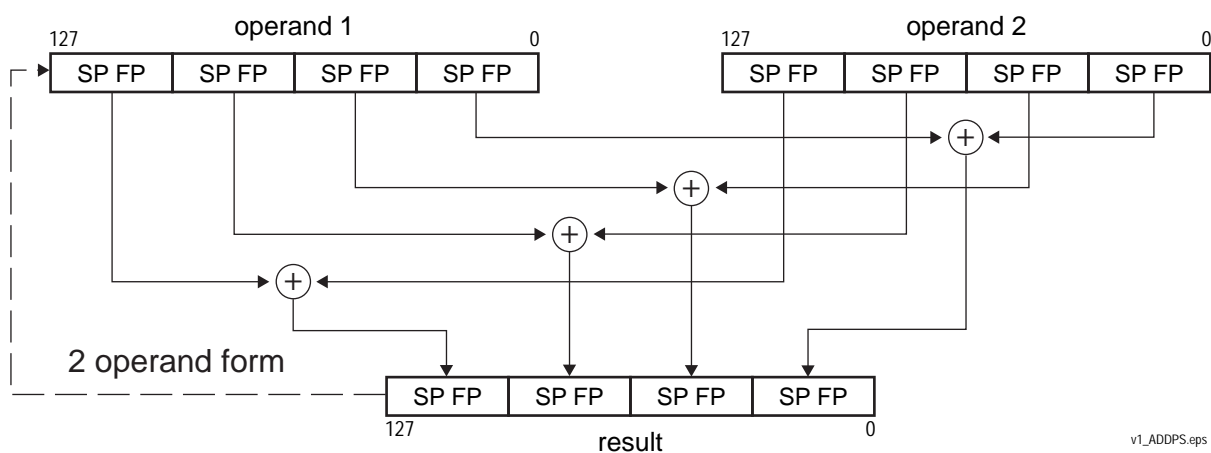 operand 1 operand 2
127 0 127 0
SP FP SP FP SP FP SP FP SP FP SP FP SP FP SP FP
+
+
+
+
2 operand form
SP FP SP FP SP FP SP FP
127 0
result
v1_ADDPS.eps